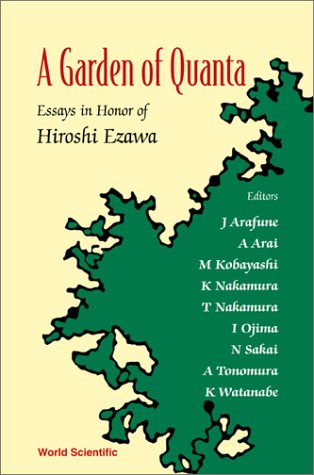 A Garden of Quanta
Essays in Honor of
Hiroshi Ezawa
Editors
J Arafune
A Arai
M Kobayashi
K Nakamura
T Nakamura
I Ojima
N Sakai
A Tonomura
K Watanabe
World Scientific